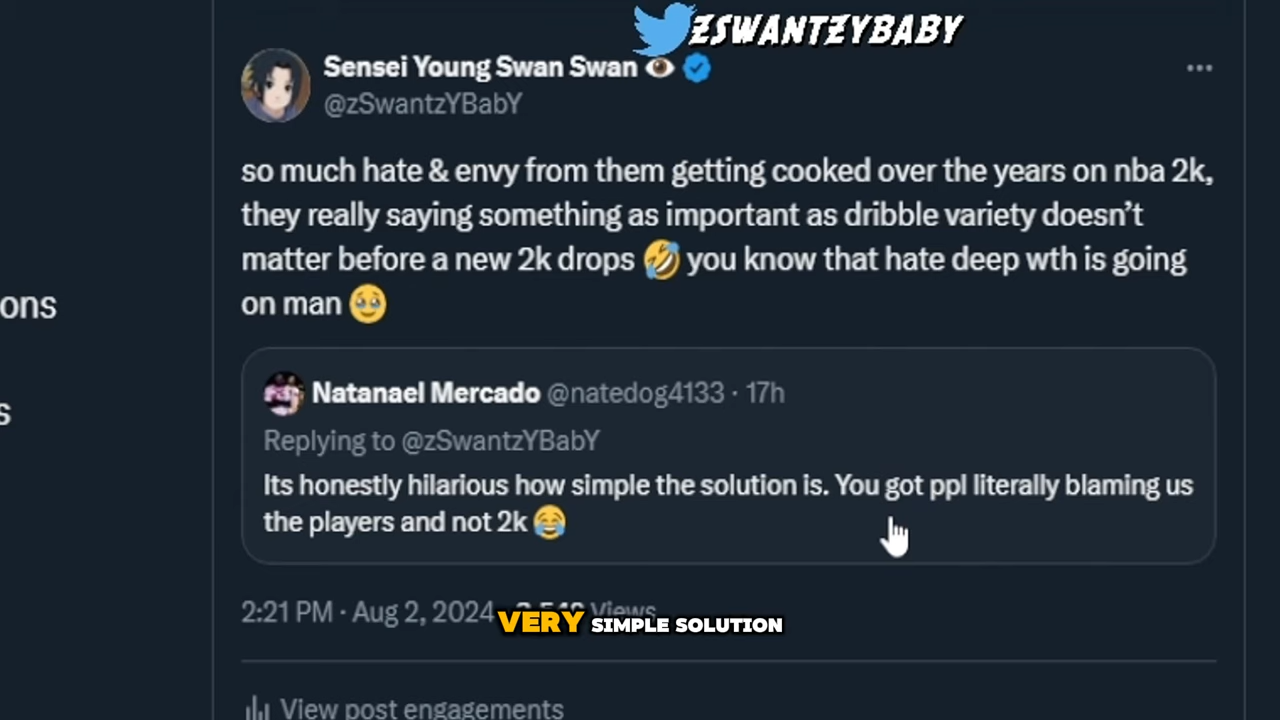 ZSWANTZYBABY
Sensei Young Swan Swan 👁
@zSwantzYBabY
so much hate & envy from them getting cooked over the years on nba 2k,
they really saying something as important as dribble variety doesn’t
matter before a new 2k drops 🤣 you know that hate deep wth is going
on man 🥹
ons
s
Natanael Mercado @natedog4133 · 17h
Replying to @zSwantzYBabY
Its honestly hilarious how simple the solution is. You got ppl literally blaming us
the players and not 2k 😂
2:21 PM · Aug 2, 2024 Views
VERY SIMPLE SOLUTION
View post engagements